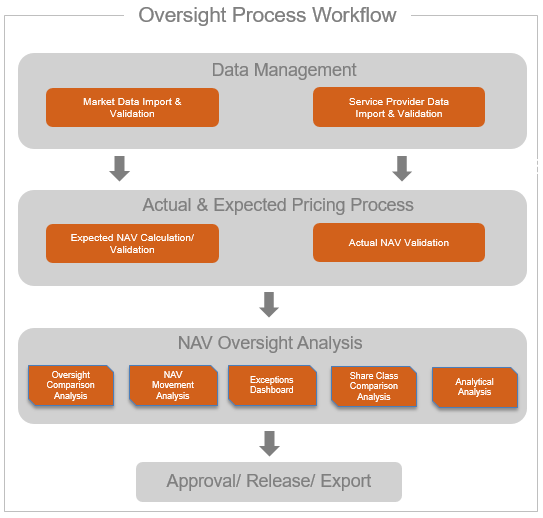 Oversight Process Workflow
Data Management
Market Data Import &
Validation
Service Provider Data
Import & Validation
Actual & Expected Pricing Process
Expected NAV Calculation/
Validation
Actual NAV Validation
NAV Oversight Analysis
Oversight
Comparison
Analysis
NAV
Movement
Analysis
Exceptions
Dashboard
Share Class
Comparison
Analysis
Analytical
Analysis
Approval/ Release/ Export